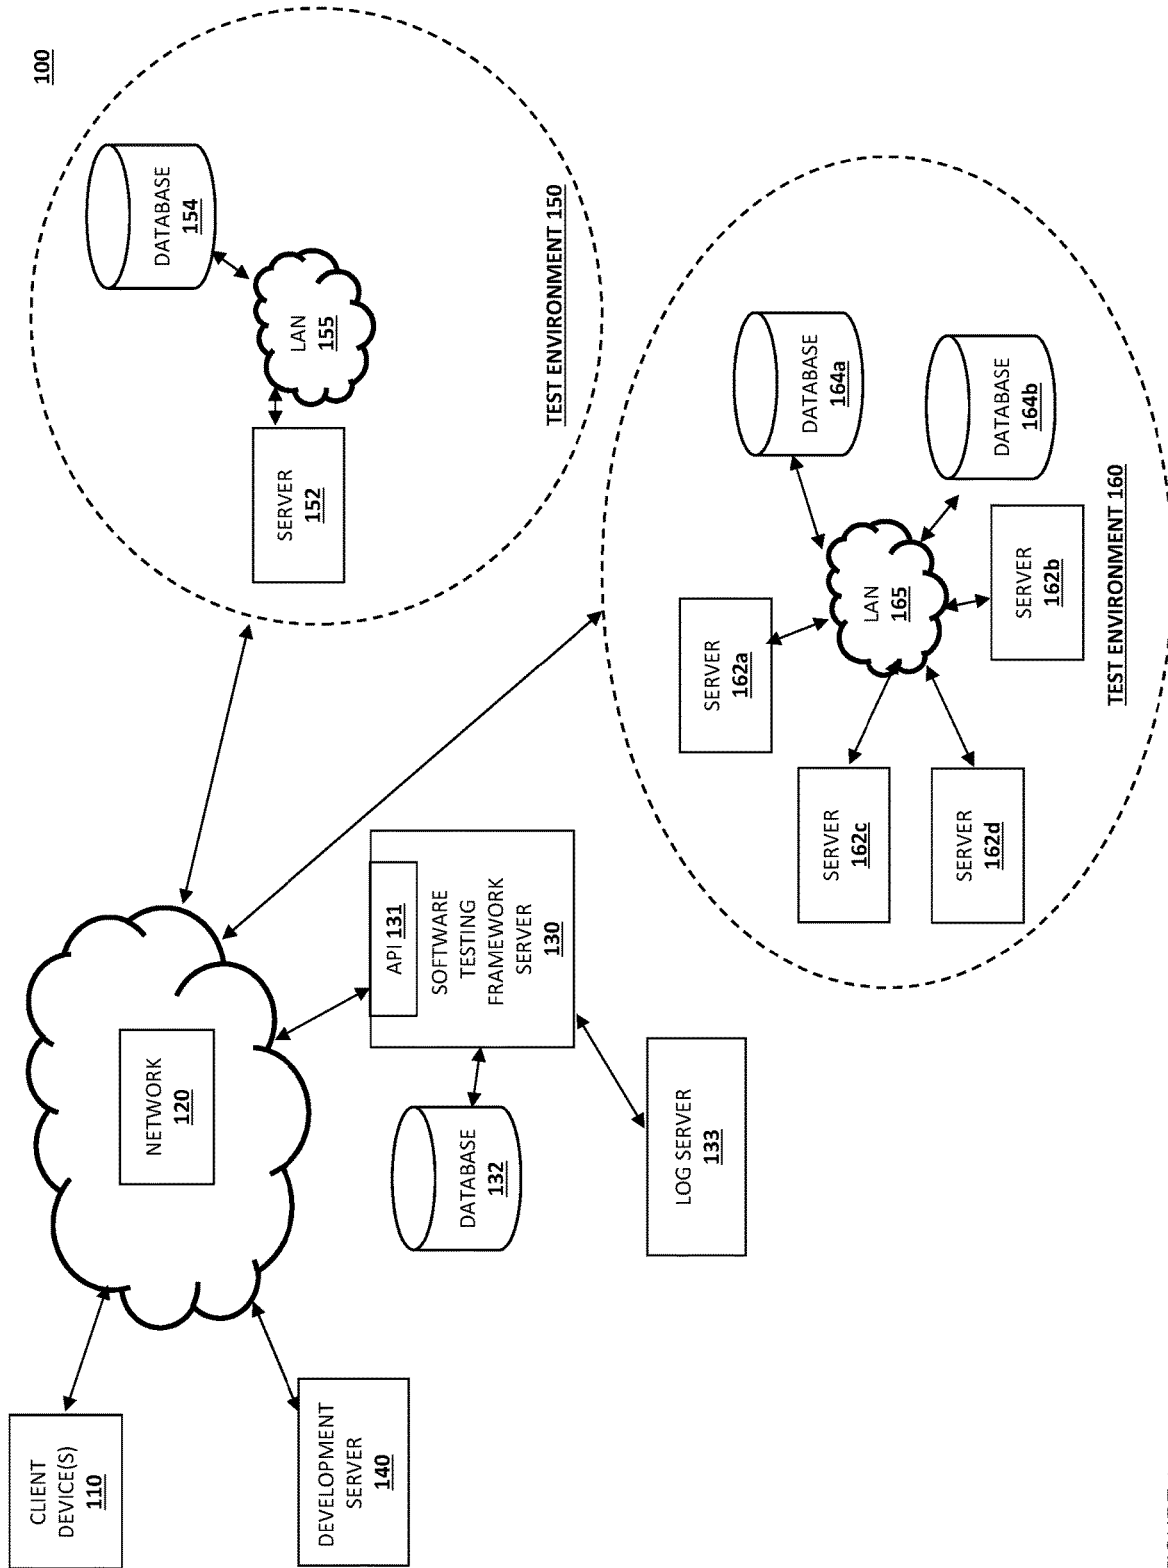 100
CLIENT
DEVICE(S)
110
NETWORK
120
DEVELOPMENT
SERVER
140
API 131
SOFTWARE
TESTING
FRAMEWORK
SERVER
130
DATABASE
132
LOG SERVER
133
SERVER
152
LAN
155
DATABASE
154
TEST ENVIRONMENT 150
SERVER
162a
SERVER
162c
SERVER
162d
SERVER
162b
LAN
165
DATABASE
164a
DATABASE
164b
TEST ENVIRONMENT 160